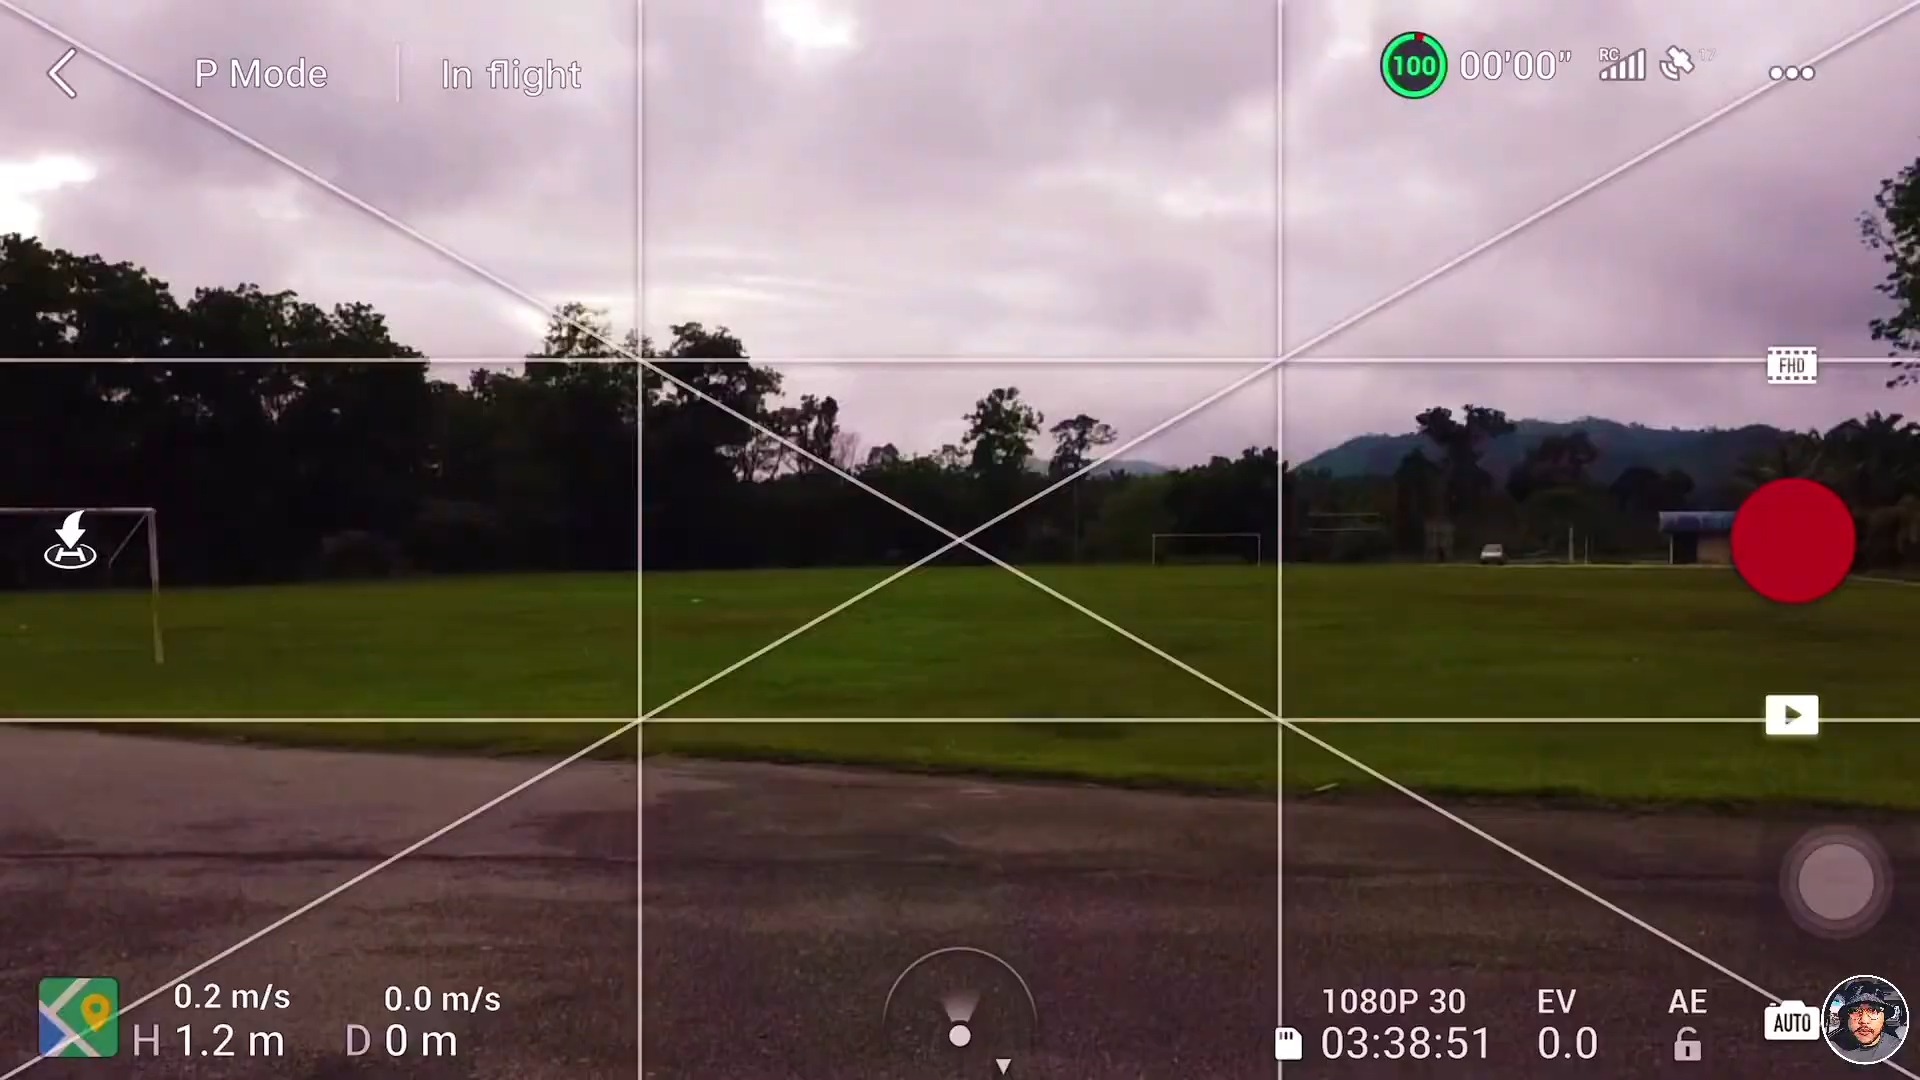 P Mode
In flight
100
00'00"
RC
17
FHD
0.2 m/s
0.0 m/s
H 1.2 m
D 0 m
1080P 30
03:38:51
EV
0.0
AE
AUTO